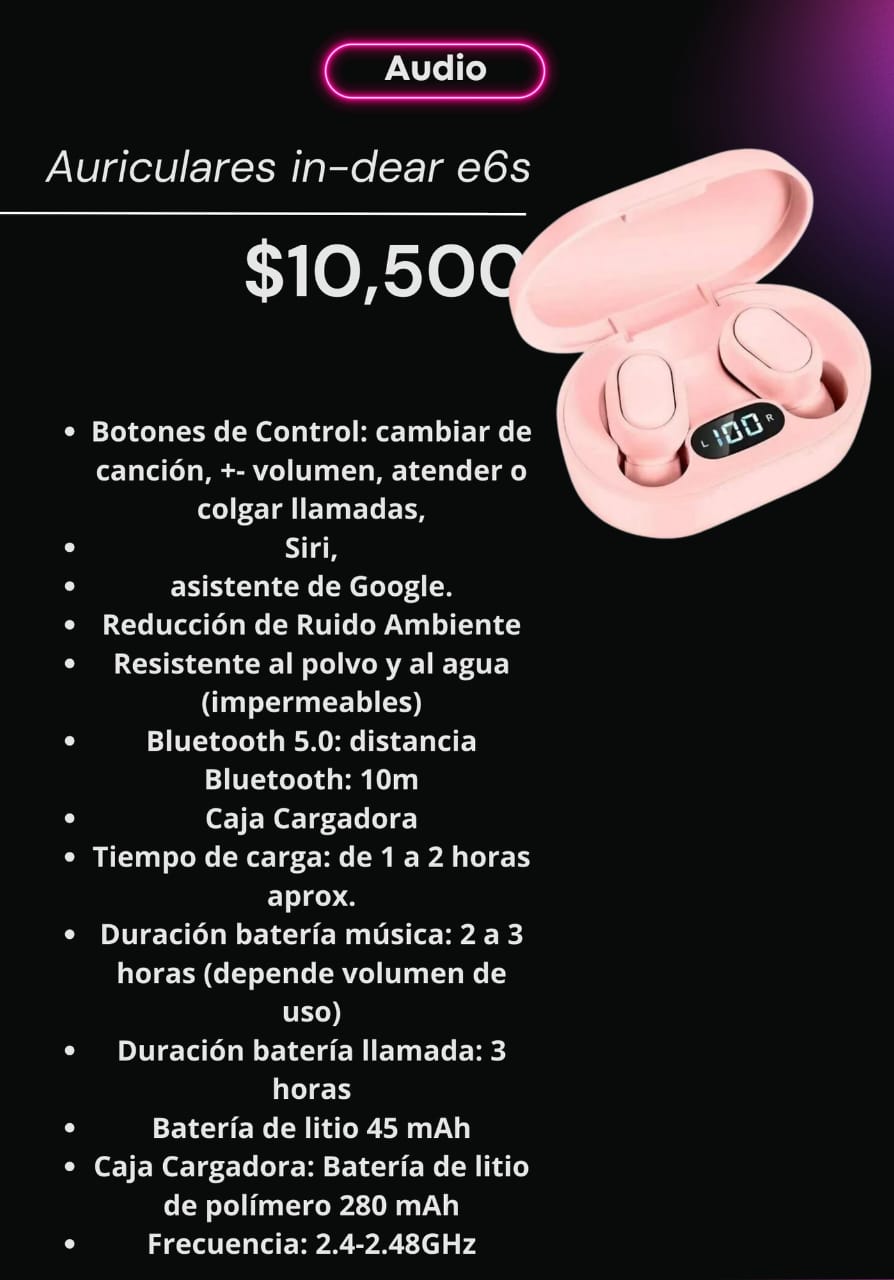 Audio
Auriculares in-dear e6s
$10,500
• Botones de Control: cambiar de
canción, +- volumen, atender o
colgar llamadas,
• Siri,
• asistente de Google.
• Reducción de Ruido Ambiente
• Resistente al polvo y al agua
(impermeables)
• Bluetooth 5.0: distancia
Bluetooth: 10m
• Caja Cargadora
• Tiempo de carga: de 1 a 2 horas
aprox.
• Duración batería música: 2 a 3
horas (depende volumen de
uso)
• Duración batería llamada: 3
horas
• Batería de litio 45 mAh
• Caja Cargadora: Batería de litio
de polímero 280 mAh
• Frecuencia: 2.4-2.48GHz
L 100 R